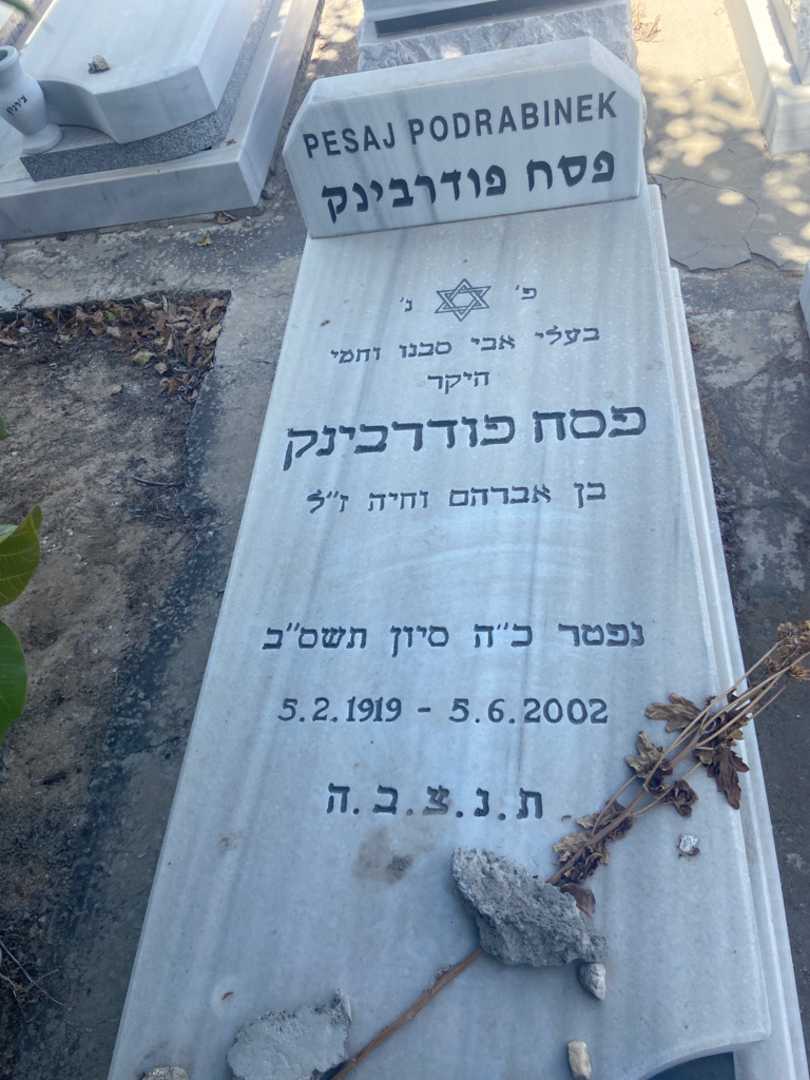 PESAJ PODRABINEK
פסח פודרבינק
פ' נ'
בעלי אבי סבנו וחמי
היקר
פסח פודרבינק
בן אברהם וחיה ז"ל
נפטר כ"ה סיון תשס"ב
5.2.1919 - 5.6.2002
ת.נ.צ.ב.ה